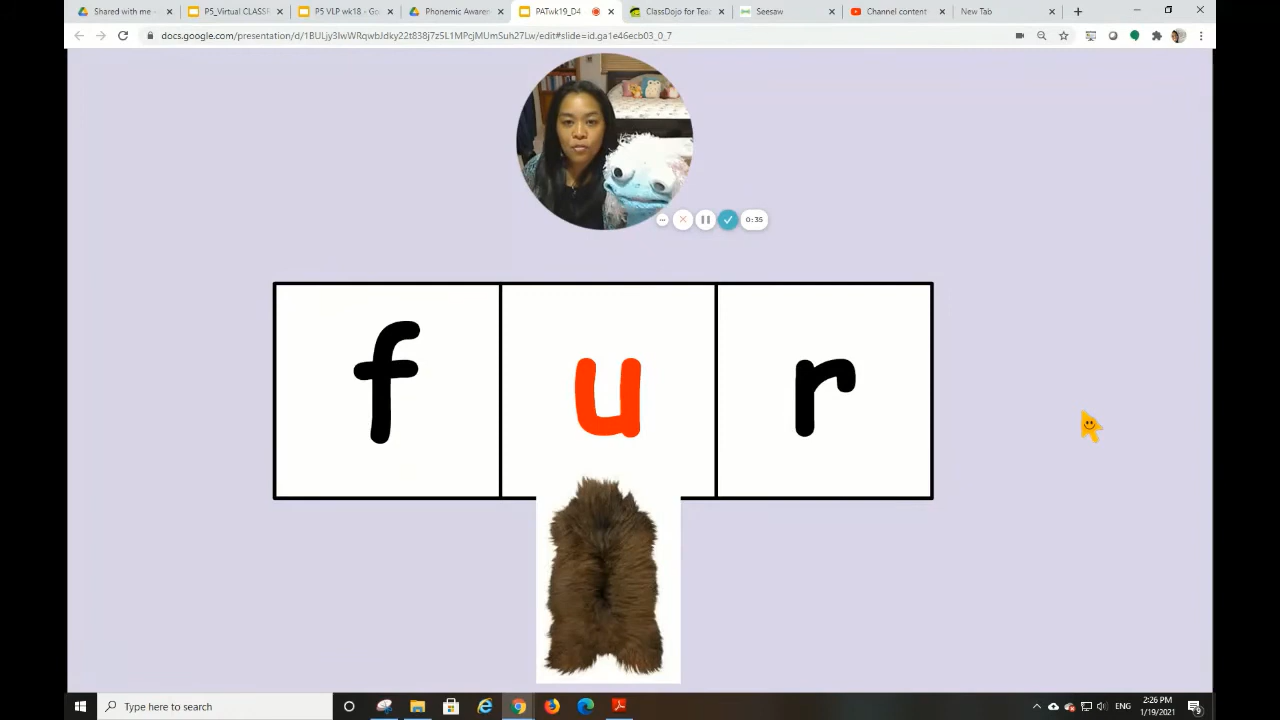 Shared with me -
P5_Virtual CLASSF
P5 VLP wk18. - Go
Phonemic Awaren
PATwk19_D4
ClassDojo for Tea
Seesaw
Channel content
New Tab
docs.google.com/presentation/d/1BULjy3IwWRqwbJdky22t838j7z5L1MPcjMUmSuh27Lw/edit#slide=id.ga1e46ecb03_0_7
0:35
f u r
Type here to search
ENG
2:26 PM
1/19/2021